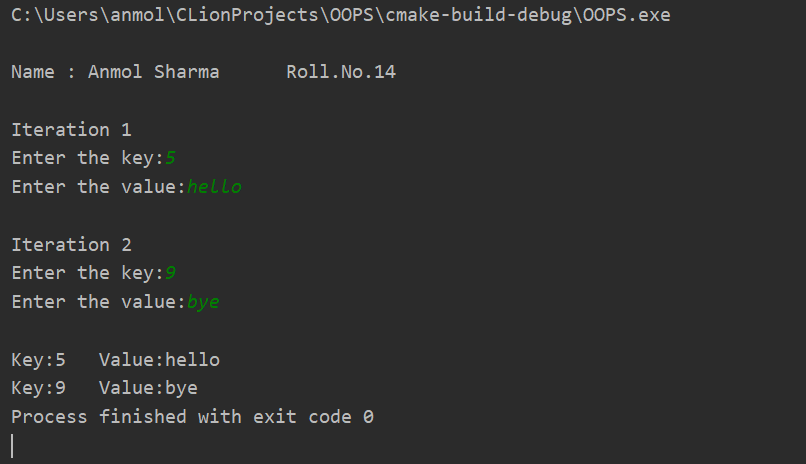 C:\Users\anmol\CLionProjects\OOPS\cmake-build-debug\OOPS.exe
Name : Anmol Sharma      Roll.No.14
Iteration 1
Enter the key:5
Enter the value:hello
Iteration 2
Enter the key:9
Enter the value:bye
Key:5   Value:hello
Key:9   Value:bye
Process finished with exit code 0